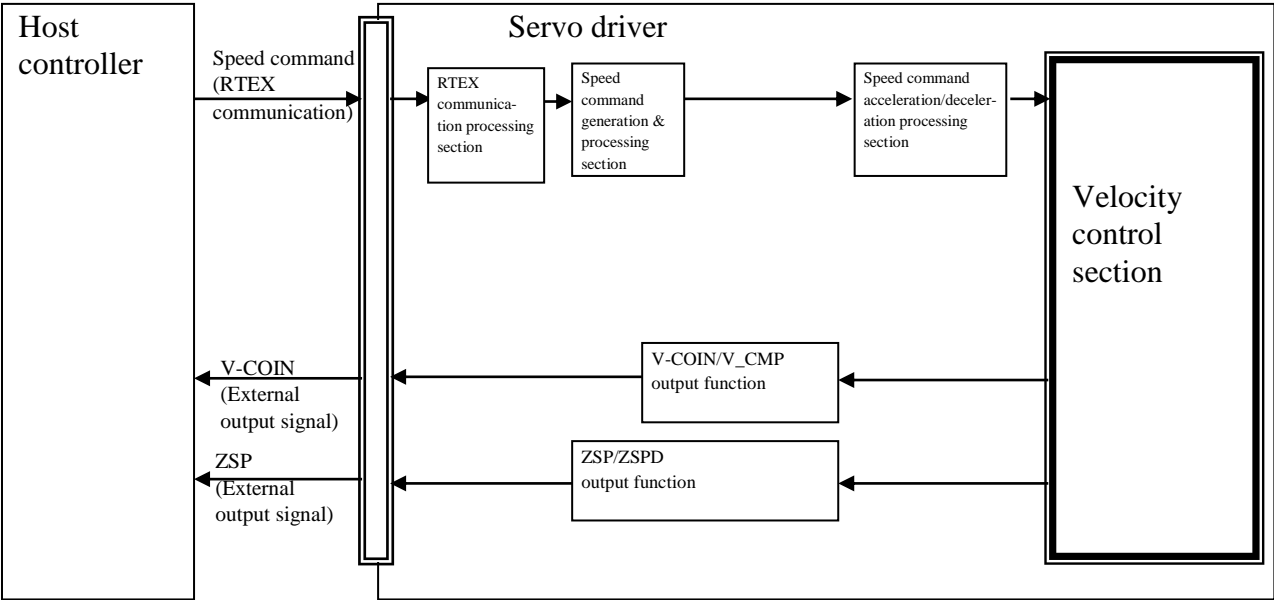 Host
controller
Servo driver
Speed command
(RTEX
communication)
RTEX
communica-
tion processing
section
Speed
command
generation &
processing
section
Speed command
acceleration/deceler-
ation processing
section
Velocity
control
section
V-COIN
(External
output signal)
V-COIN/V_CMP
output function
ZSP
(External
output signal)
ZSP/ZSPD
output function